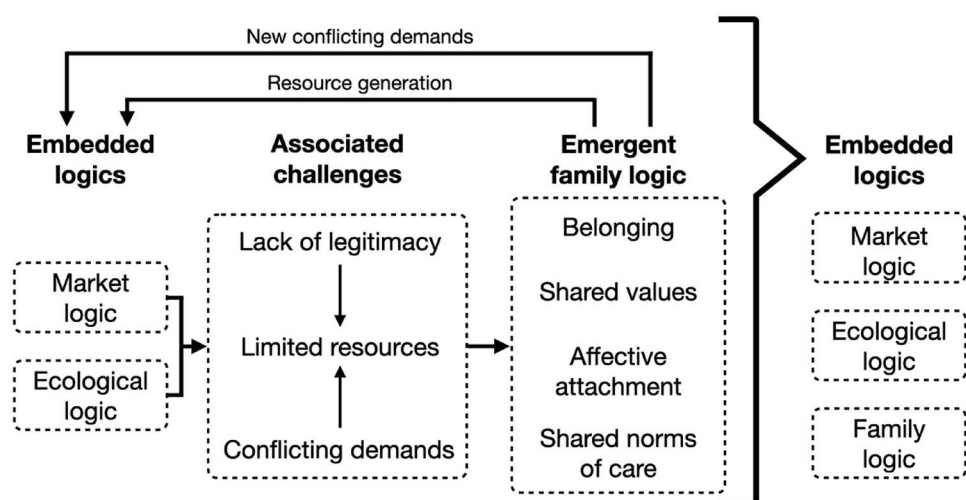 New conflicting demands
Resource generation
Embedded
logics
Associated
challenges
Emergent
family logic
Embedded
logics
Market
logic
Ecological
logic
Lack of legitimacy
Limited resources
Conflicting demands
Belonging
Shared values
Affective
attachment
Shared norms
of care
Market
logic
Ecological
logic
Family
logic